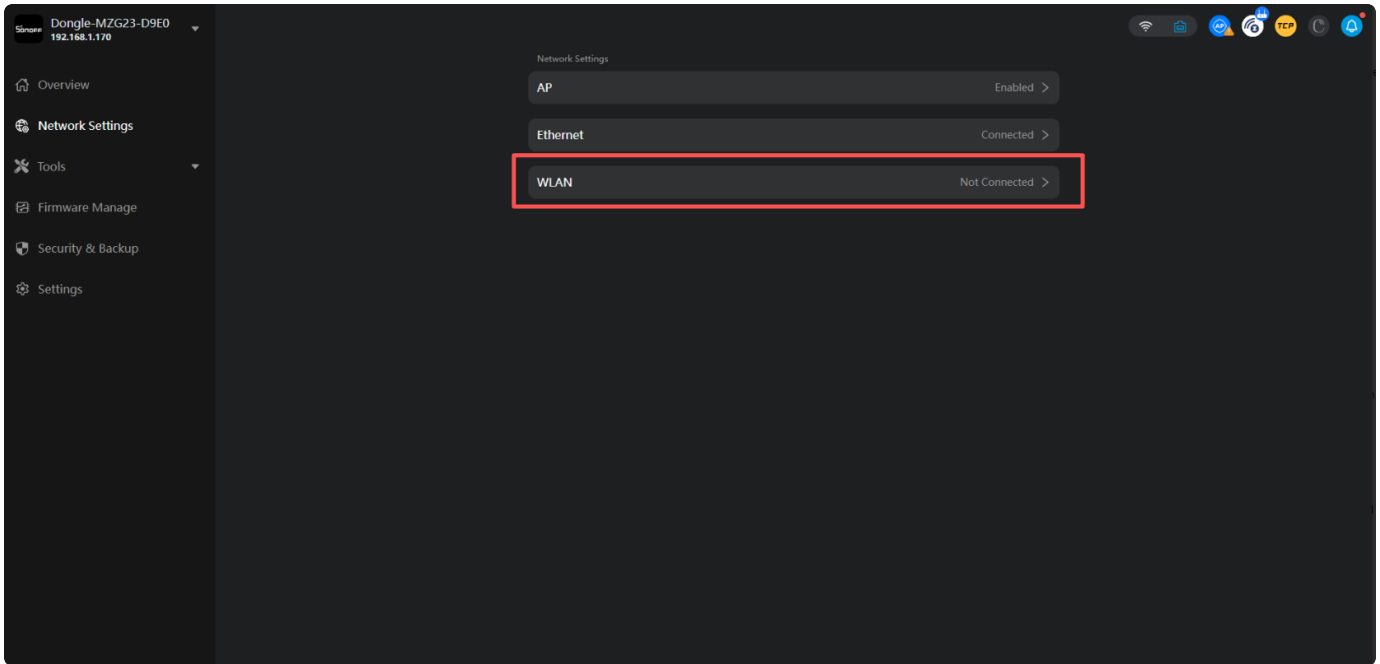 SONOFF
Dongle-MZG23-D9E0
192.168.1.170
Overview
Network Settings
Tools
Firmware Manage
Security & Backup
Settings
AP
TCP
C
Network Settings
AP Enabled
Ethernet Connected
WLAN Not Connected